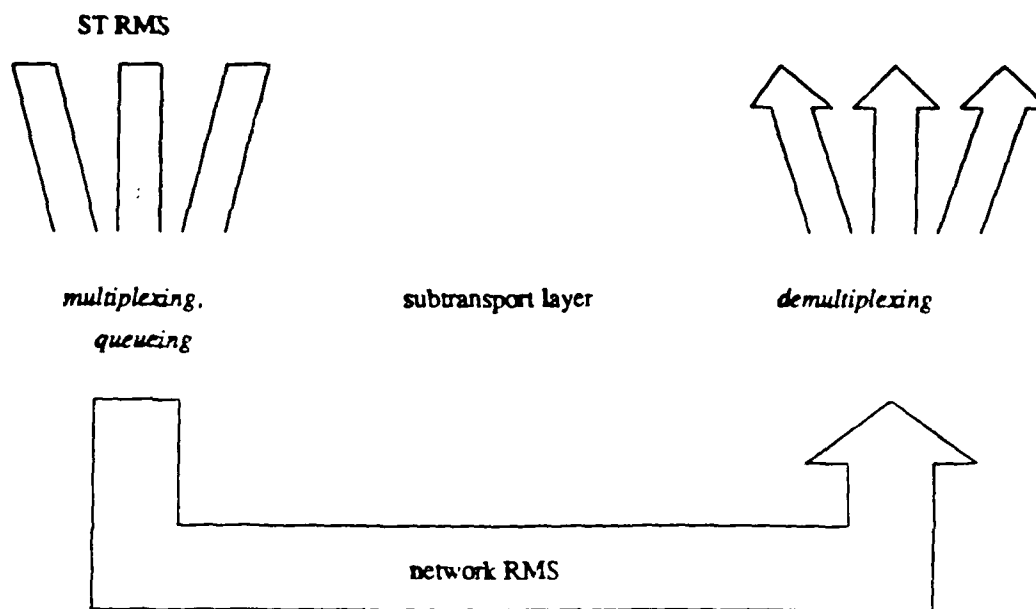 ST RMS
multiplexing,
queueing
subtransport layer
demultiplexing
network RMS